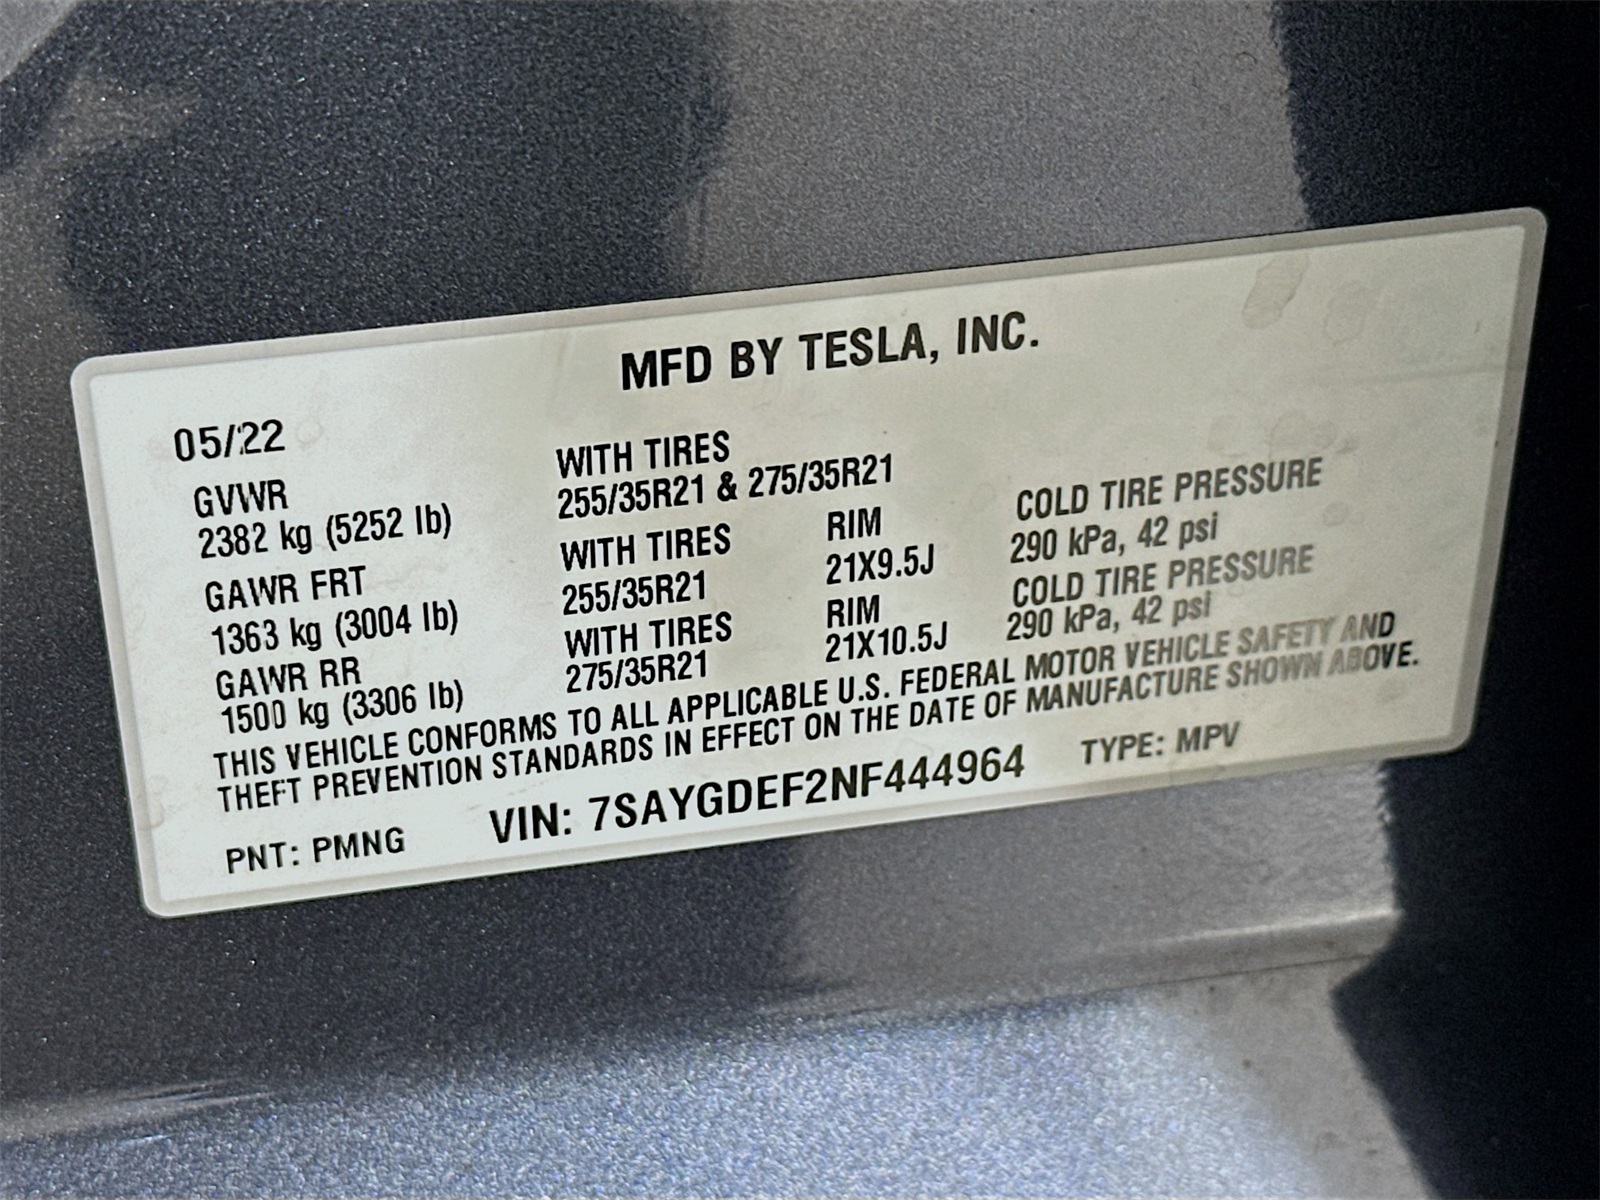 MFD BY TESLA, INC.
05/22
GVWR
2382 kg (5252 lb)
WITH TIRES
255/35R21 & 275/35R21
GAWR FRT
1363 kg (3004 lb)
WITH TIRES
255/35R21
RIM
21X9.5J
COLD TIRE PRESSURE
290 kPa, 42 psi
GAWR RR
1500 kg (3306 lb)
WITH TIRES
275/35R21
RIM
21X10.5J
COLD TIRE PRESSURE
290 kPa, 42 psi
THIS VEHICLE CONFORMS TO ALL APPLICABLE U.S. FEDERAL MOTOR VEHICLE SAFETY AND
THEFT PREVENTION STANDARDS IN EFFECT ON THE DATE OF MANUFACTURE SHOWN ABOVE.
PNT: PMNG
VIN: 7SAYGDEF2NF444964
TYPE: MPV